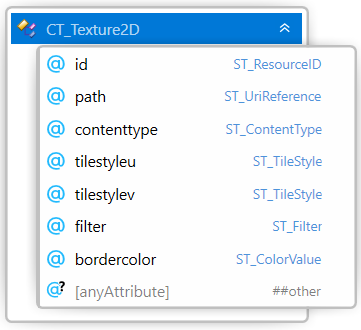 CT_Texture2D
@ id ST_ResourceID
@ path ST_UriReference
@ contenttype ST_ContentType
@ tilestyleu ST_TileStyle
@ tilestylev ST_TileStyle
@ filter ST_Filter
@ bordercolor ST_ColorValue
@? [anyAttribute] ##other